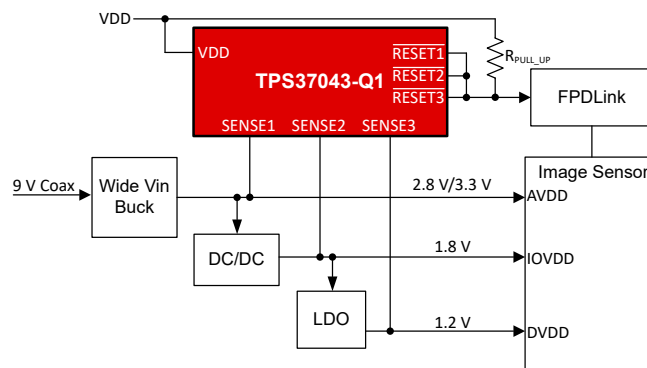 VDD
VDD
RESET1
RPULL_UP
TPS37043-Q1
RESET2
RESET3
FPDLink
SENSE1 SENSE2 SENSE3
Image Sensor
9 V Coax
Wide Vin
Buck
2.8 V/3.3 V
AVDD
DC/DC
1.8 V
IOVDD
LDO
1.2 V
DVDD